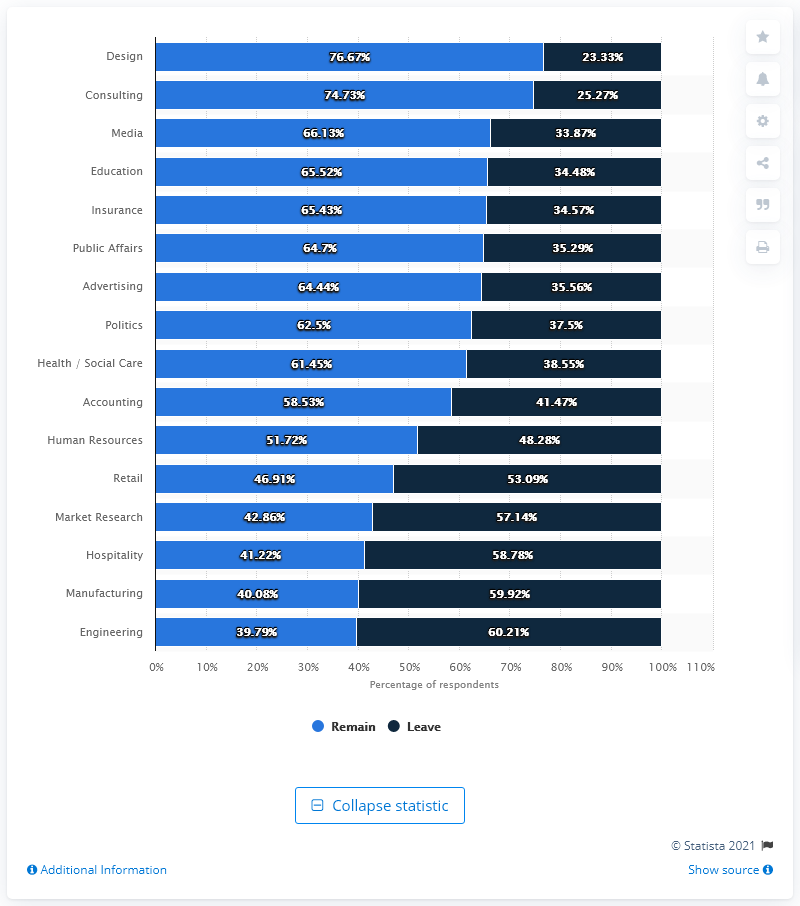 Design 76.67% 23.33%
Consulting 74.73% 25.27%
Media 66.13% 33.87%
Education 65.52% 34.48%
Insurance 65.43% 34.57%
Public Affairs 64.7% 35.29%
Advertising 64.44% 35.56%
Politics 62.5% 37.5%
Health / Social Care 61.45% 38.55%
Accounting 58.53% 41.47%
Human Resources 51.72% 48.28%
Retail 46.91% 53.09%
Market Research 42.86% 57.14%
Hospitality 41.22% 58.78%
Manufacturing 40.08% 59.92%
Engineering 39.79% 60.21%
0% 10% 20% 30% 40% 50% 60% 70% 80% 90% 100% 110%
Percentage of respondents
Remain Leave
Collapse statistic
© Statista 2021
Additional Information Show source